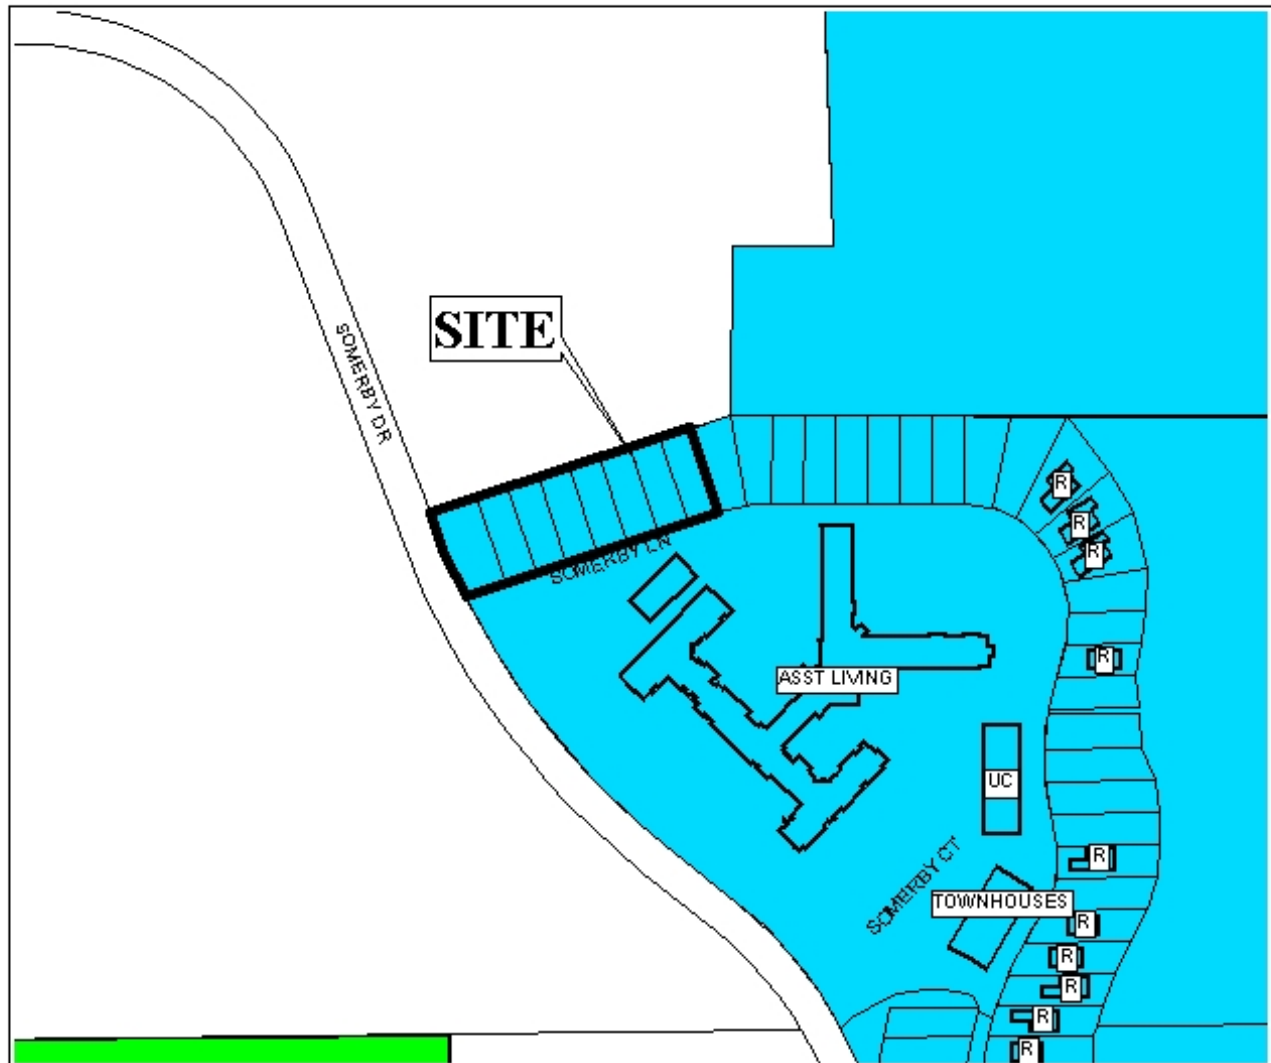 SITE
SOMERBY DR
R
R
R
SOMERBY LN
R
ASST LIVING
UC
R
SOMERBY CT
TOWNHOUSES
R
R
R
R
R